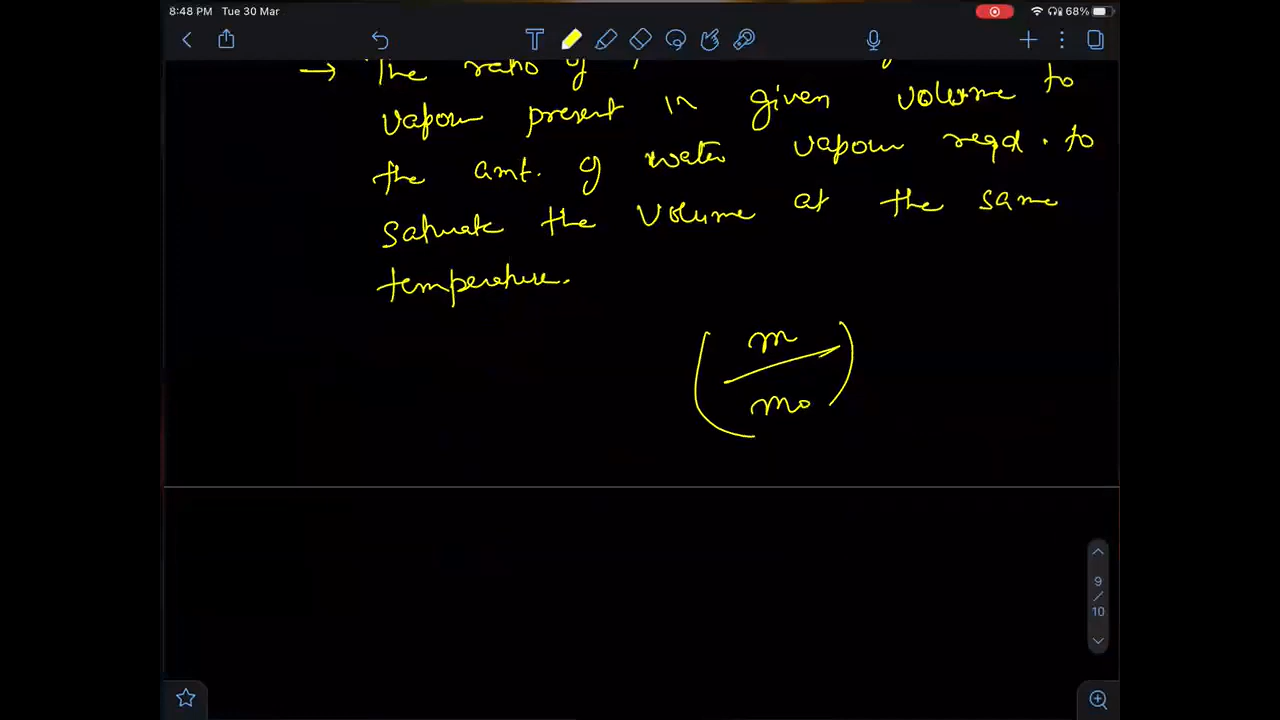 8:48 PM Tue 30 Mar
68%
T
→ The ratio of
vapour present in given volume to
the amt. of water vapour reqd. to
saturate the volume at the same
temperature.
(m
mo)
9
/
10